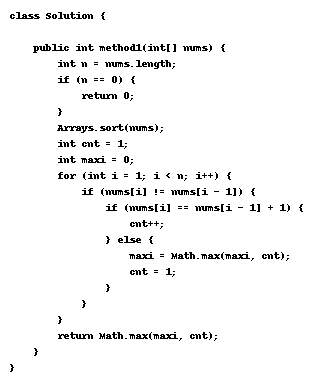 class Solution {
public int method1(int[] nums) {
int n = nums.length;
if (n == 0) {
return 0;
}
Arrays.sort(nums);
int cnt = 1;
int maxi = 0;
for (int i = 1; i < n; i++) {
if (nums[i] != nums[i - 1]) {
if (nums[i] == nums[i - 1] + 1) {
cnt++;
} else {
maxi = Math.max(maxi, cnt);
cnt = 1;
}
}
}
return Math.max(maxi, cnt);
}
}